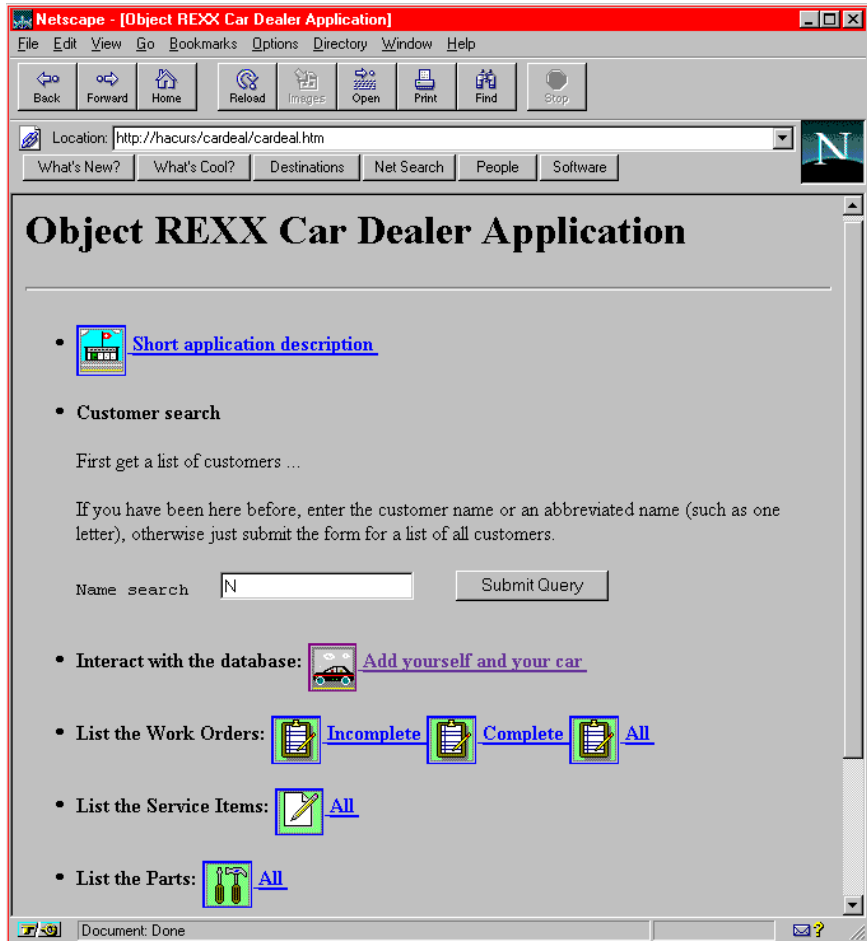 Netscape - [Object REXX Car Dealer Application]
File Edit View Go Bookmarks Options Directory Window Help
Back Forward Home Reload Images Open Print Find Stop
Location: http://hacurs/cardeal/cardeal.htm
N
What's New? What's Cool? Destinations Net Search People Software
Object REXX Car Dealer Application
• Short application description
• Customer search
First get a list of customers ...
If you have been here before, enter the customer name or an abbreviated name (such as one
letter), otherwise just submit the form for a list of all customers.
Name search N Submit Query
• Interact with the database: Add yourself and your car
• List the Work Orders: Incomplete Complete All
• List the Service Items: All
• List the Parts: All
Document: Done